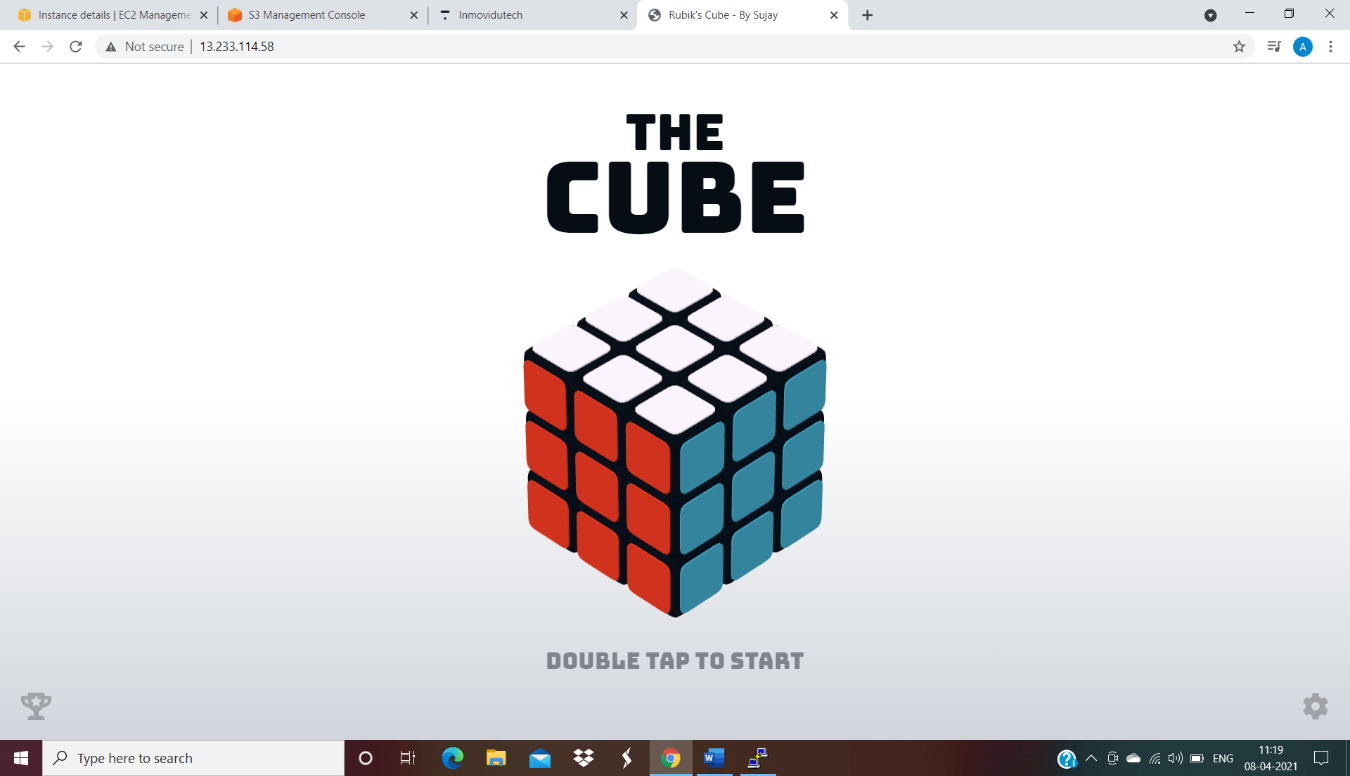 Instance details | EC2 Manageme
S3 Management Console
Inmovidutech
Rubik's Cube - By Sujay
Not secure | 13.233.114.58
A
THE
CUBE
DOUBLE TAP TO START
Type here to search
ENG
11:19
08-04-2021